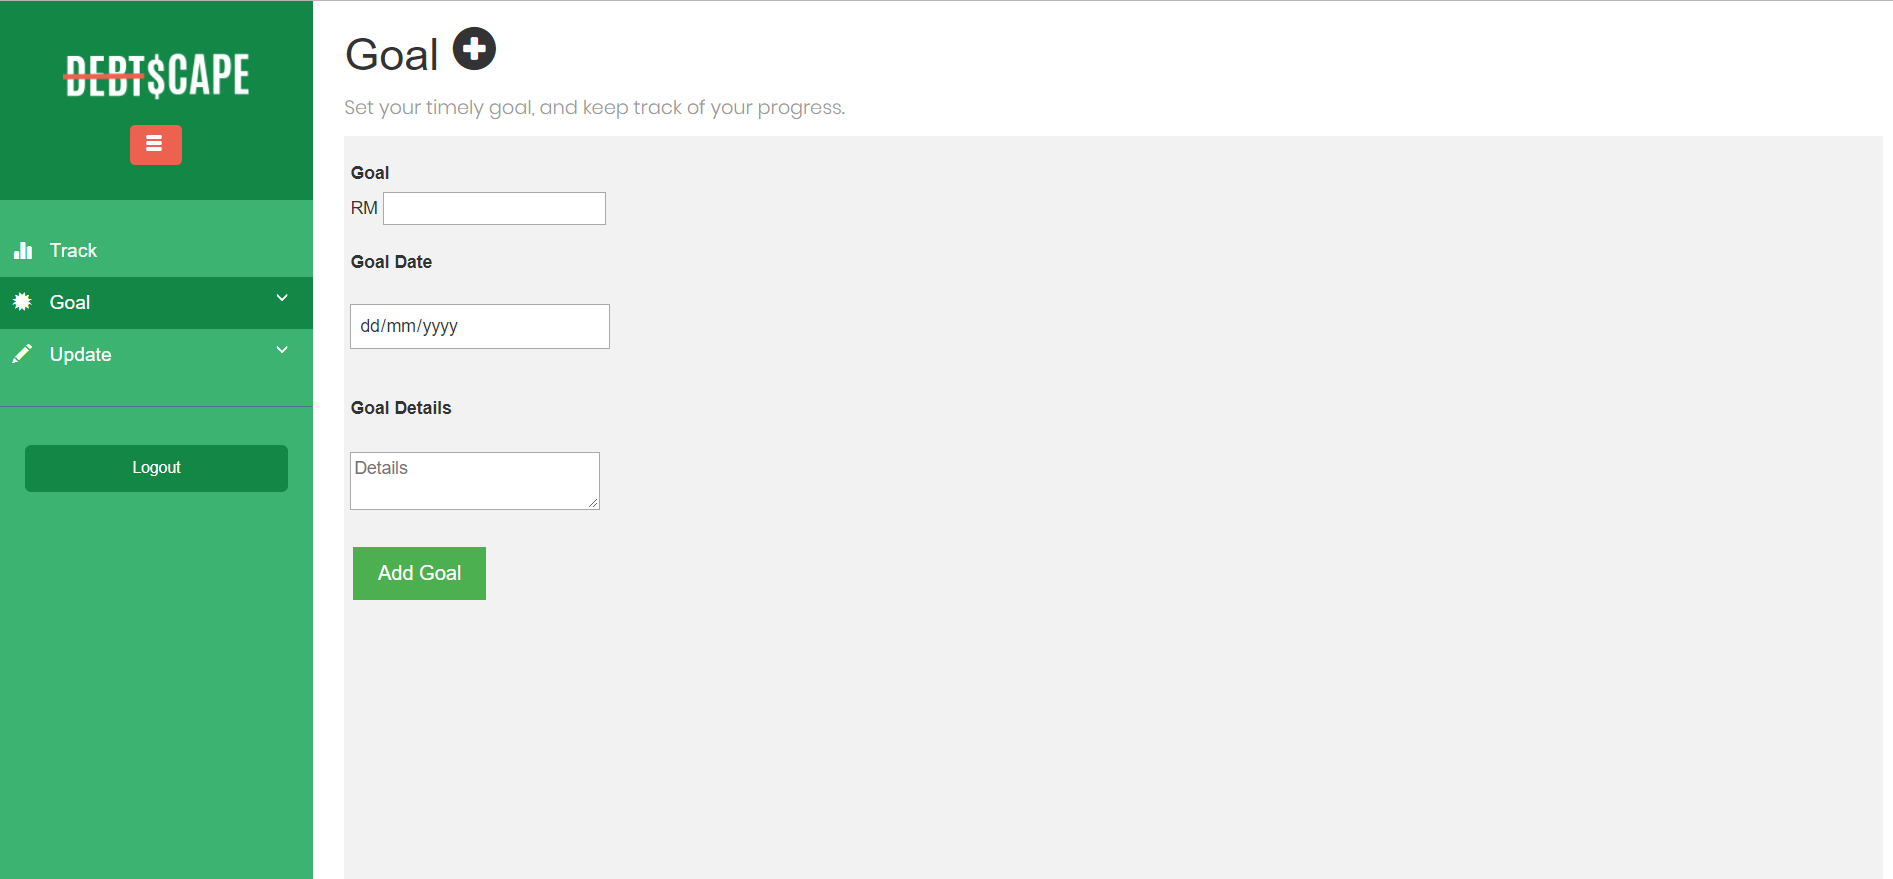 DEBT$CAPE
Track
Goal
Update
Logout
Goal
Set your timely goal, and keep track of your progress.
Goal
RM
Goal Date
dd/mm/yyyy
Goal Details
Details
Add Goal